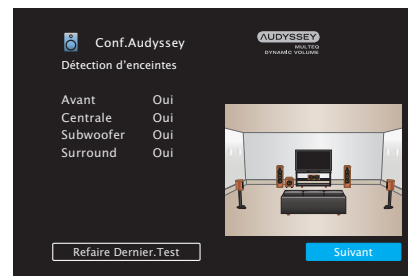 Conf.Audyssey
AUDYSSEY
MULTEQ
DYNAMIC VOLUME
Détection d'enceintes
Avant Oui
Centrale Oui
Subwoofer Oui
Surround Oui
Refaire Dernier.Test
Suivant